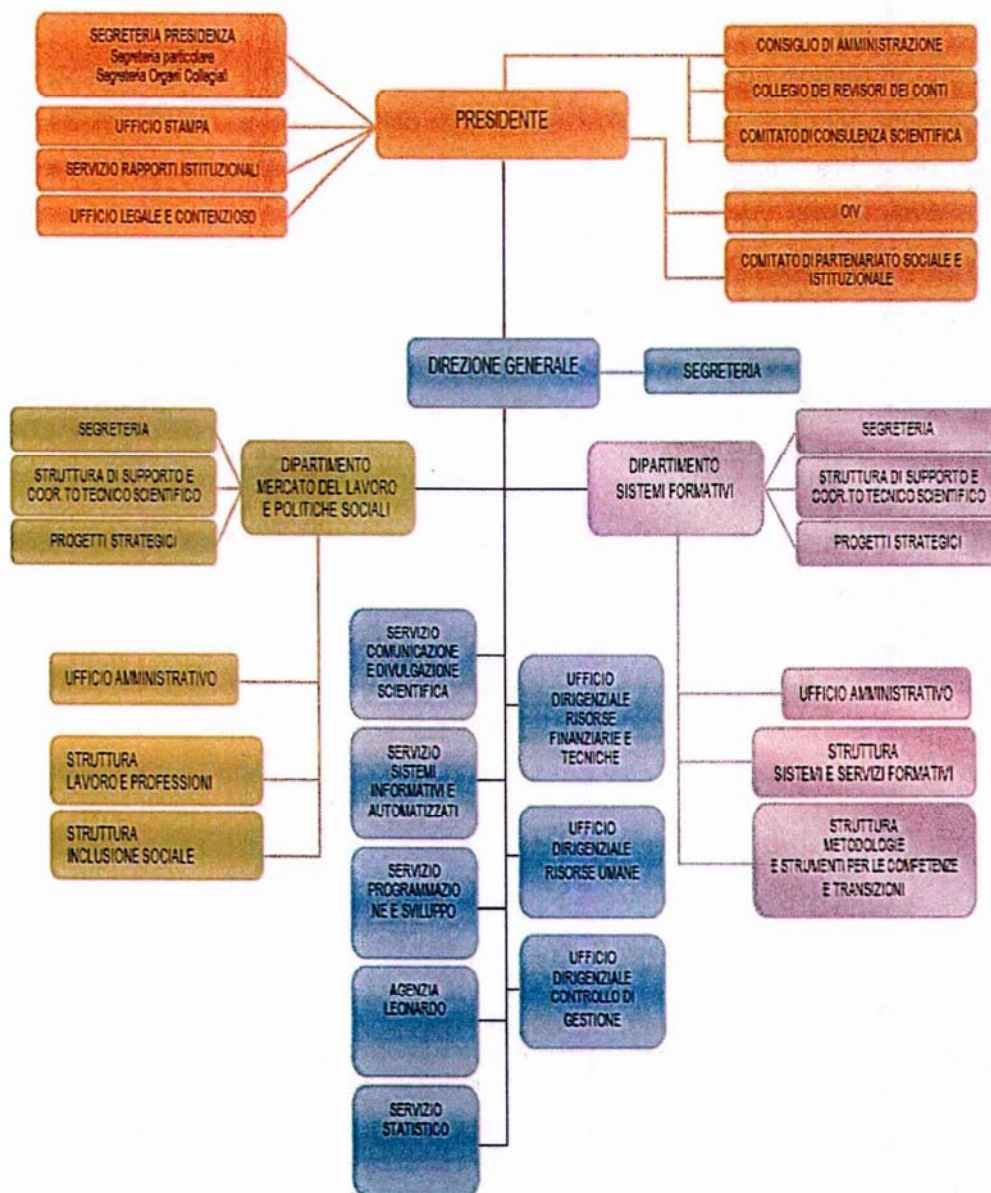 SEGRETERIA PRESIDENZA
Segreteria particolare
Segreteria Organi Collegiali
UFFICIO STAMPA
SERVIZIO RAPPORTI ISTITUZIONALI
UFFICIO LEGALE E CONTENZIOSO
PRESIDENTE
CONSIGLIO DI AMMINISTRAZIONE
COLLEGIO DEI REVISORI DEI CONTI
COMITATO DI CONSULENZA SCIENTIFICA
OIV
COMITATO DI PARTENARIATO SOCIALE E
ISTITUZIONALE
DIREZIONE GENERALE
SEGRETERIA
SEGRETERIA
STRUTTURA DI SUPPORTO E
COOR.TO TECNICO SCIENTIFICO
PROGETTI STRATEGICI
DIPARTIMENTO
MERCATO DEL LAVORO
E POLITICHE SOCIALI
DIPARTIMENTO
SISTEMI FORMATIVI
SEGRETERIA
STRUTTURA DI SUPPORTO E
COOR.TO TECNICO SCIENTIFICO
PROGETTI STRATEGICI
UFFICIO AMMINISTRATIVO
STRUTTURA
LAVORO E PROFESSIONI
STRUTTURA
INCLUSIONE SOCIALE
SERVIZIO
COMUNICAZIONE
E DIVULGAZIONE
SCIENTIFICA
SERVIZIO
SISTEMI
INFORMATIVI E
AUTOMATIZZATI
SERVIZIO
PROGRAMMAZIO
NE E SVILUPPO
AGENZIA
LEONARDO
SERVIZIO
STATISTICO
UFFICIO
DIRIGENZIALE
RISORSE
FINANZIARIE E
TECNICHE
UFFICIO
DIRIGENZIALE
RISORSE UMANE
UFFICIO
DIRIGENZIALE
CONTROLLO DI
GESTIONE
UFFICIO AMMINISTRATIVO
STRUTTURA
SISTEMI E SERVIZI FORMATIVI
STRUTTURA
METODOLOGIE
E STRUMENTI PER LE COMPETENZE
E TRANSIZIONI